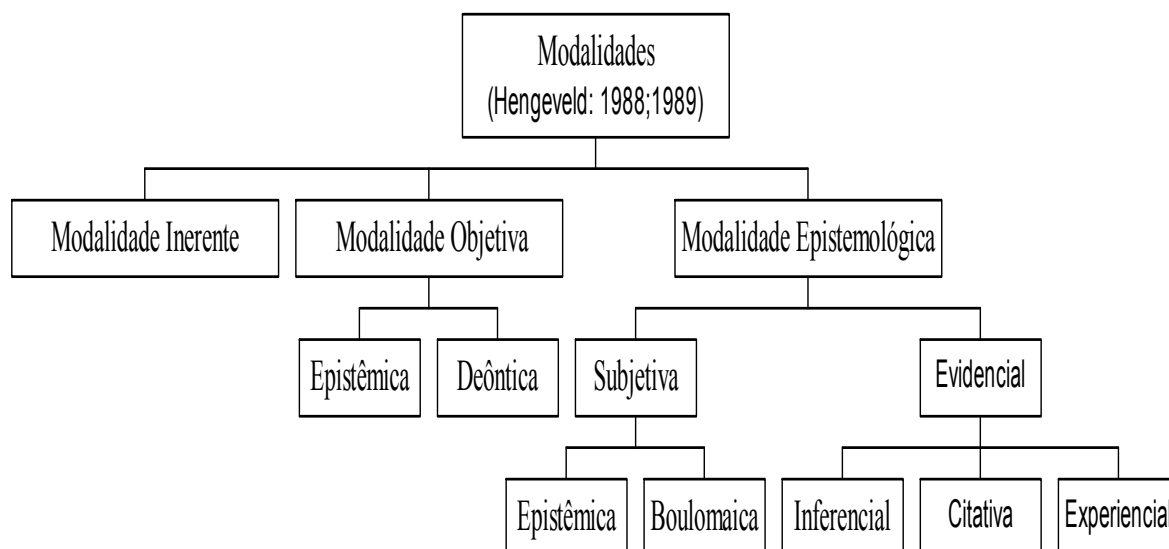 Modalidades
(Hengeveld: 1988;1989)
Modalidade Inerente
Modalidade Objetiva
Modalidade Epistemológica
Epistêmica
Deôntica
Subjetiva
Evidencial
Epistêmica
Boulomaica
Inferencial
Citativa
Experiencial